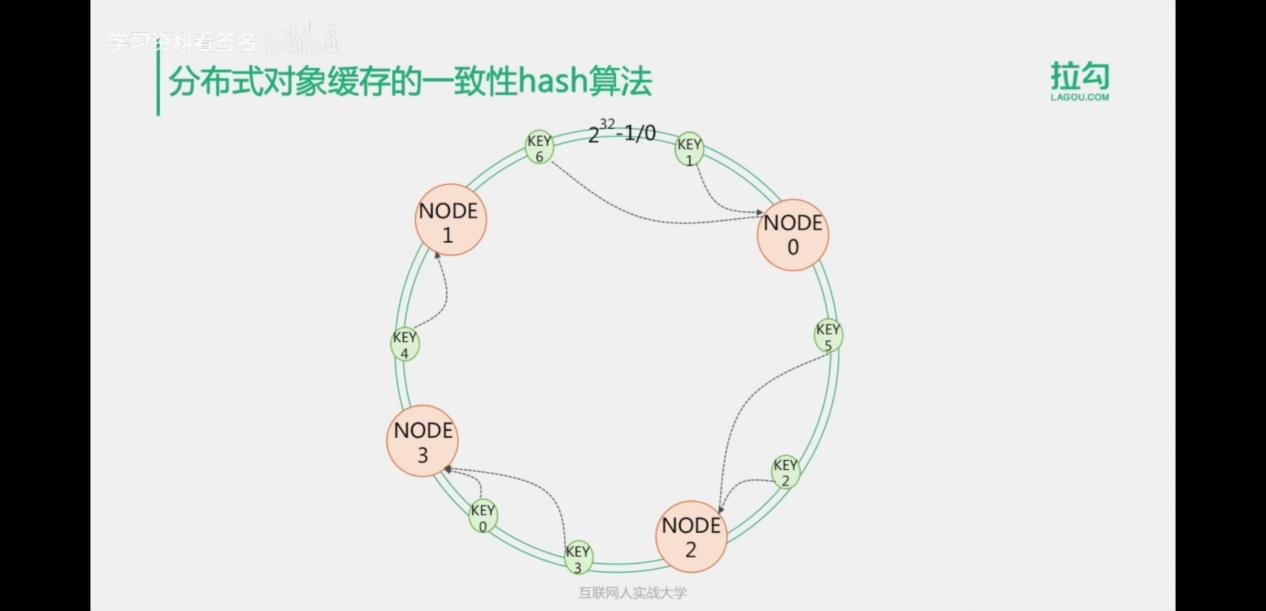 学习资料看签名
分布式对象缓存的一致性hash算法
拉勾
LAGOU.COM
2^32-1/0
KEY
6
KEY
1
NODE
1
NODE
0
KEY
4
KEY
5
NODE
3
KEY
2
KEY
0
NODE
2
KEY
3
互联网人实战大学